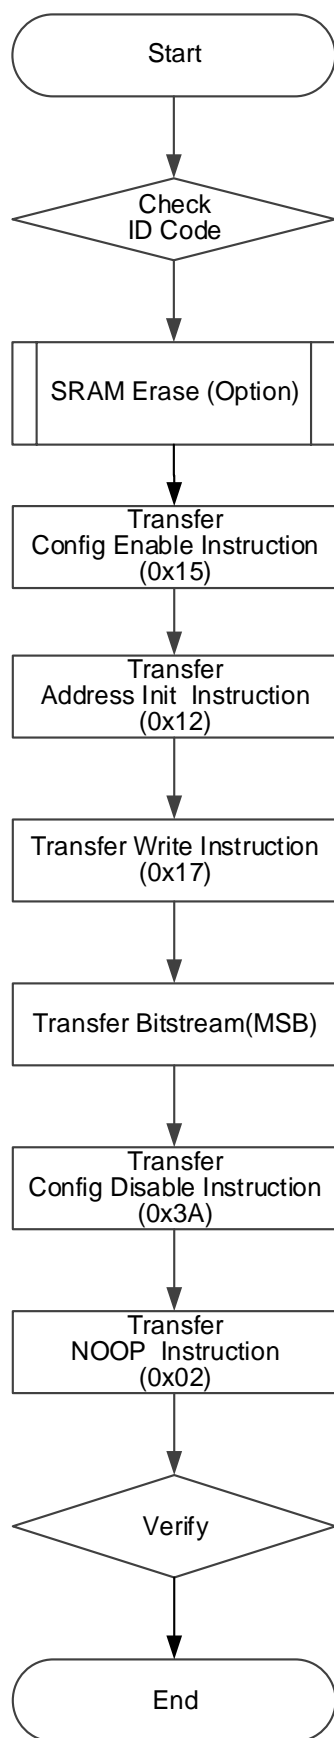 Start
Check
ID Code
SRAM Erase (Option)
Transfer
Config Enable Instruction
(0x15)
Transfer
Address Init  Instruction
(0x12)
Transfer Write Instruction
(0x17)
Transfer Bitstream(MSB)
Transfer
Config Disable Instruction
(0x3A)
Transfer
NOOP  Instruction
(0x02)
Verify
End